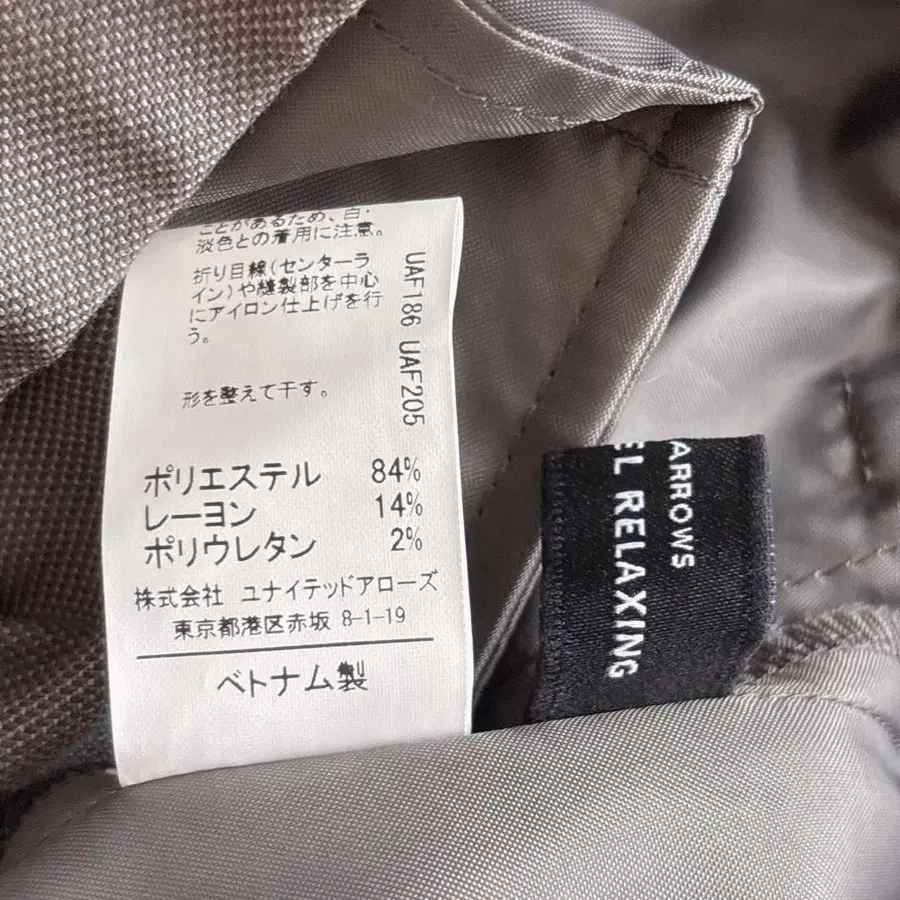 ことがあるため、白・
淡色との着用に注意。
折り目線(センターラ
イン)や縫製部を中心
にアイロン仕上げを行
う。
形を整えて干す。
UAF186 UAF205
ポリエステル 84%
レーヨン 14%
ポリウレタン 2%
株式会社 ユナイテッドアローズ
東京都港区赤坂 8-1-19
ベトナム製
ARROWS
EL RELAXING